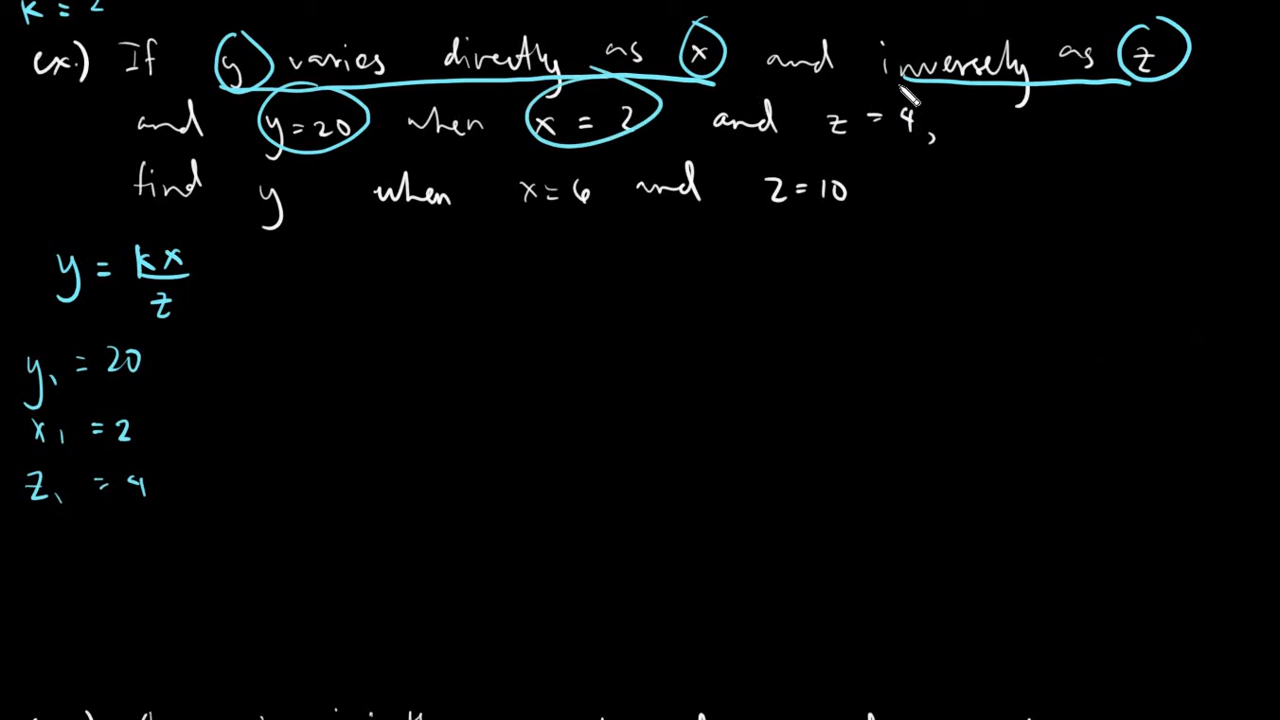 k = 2
ex.) If y varies directly as x and inversely as z
and y=20 when x = 2 and z = 4,
find y when x=6 and z=10
y = kx/z
y₁ = 20
x₁ = 2
z₁ = 4